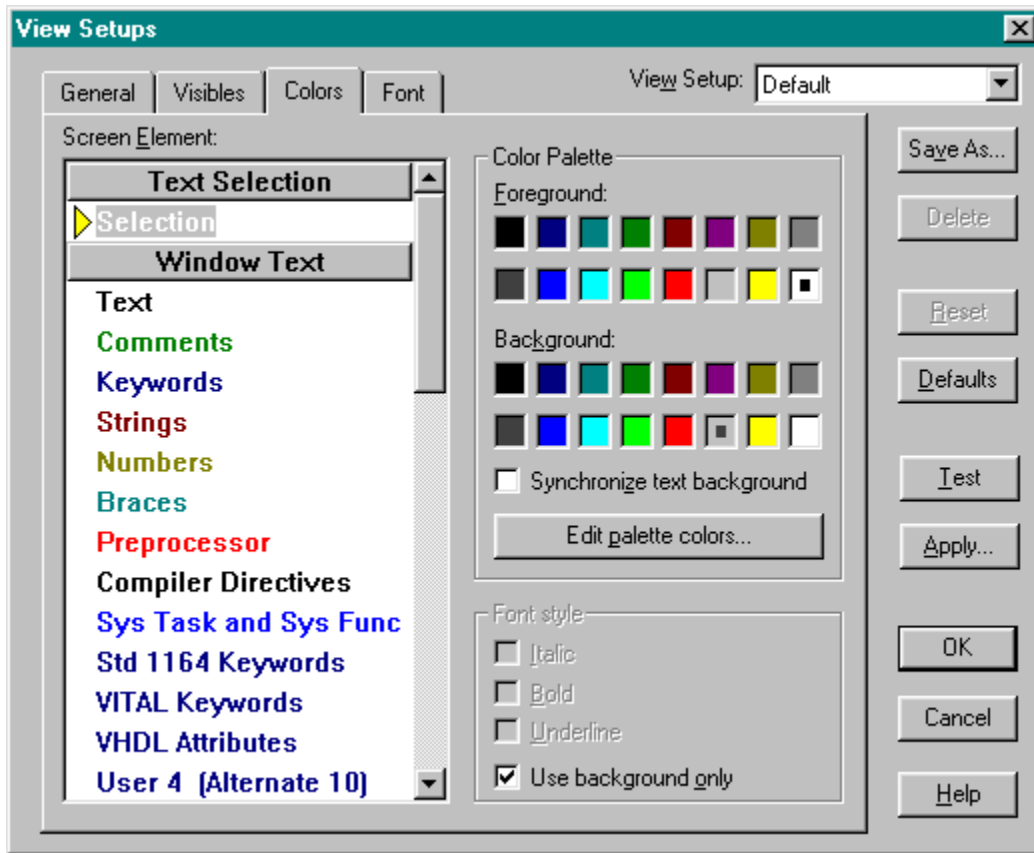 View Setups
General
Visibles
Colors
Font
View Setup:
Default
Screen Element:
Text Selection
Selection
Window Text
Text
Comments
Keywords
Strings
Numbers
Braces
Preprocessor
Compiler Directives
Sys Task and Sys Func
Std 1164 Keywords
VITAL Keywords
VHDL Attributes
User 4 (Alternate 10)
Color Palette
Foreground:
Background:
Synchronize text background
Edit palette colors...
Font style
Italic
Bold
Underline
Use background only
Save As...
Delete
Reset
Defaults
Test
Apply...
OK
Cancel
Help